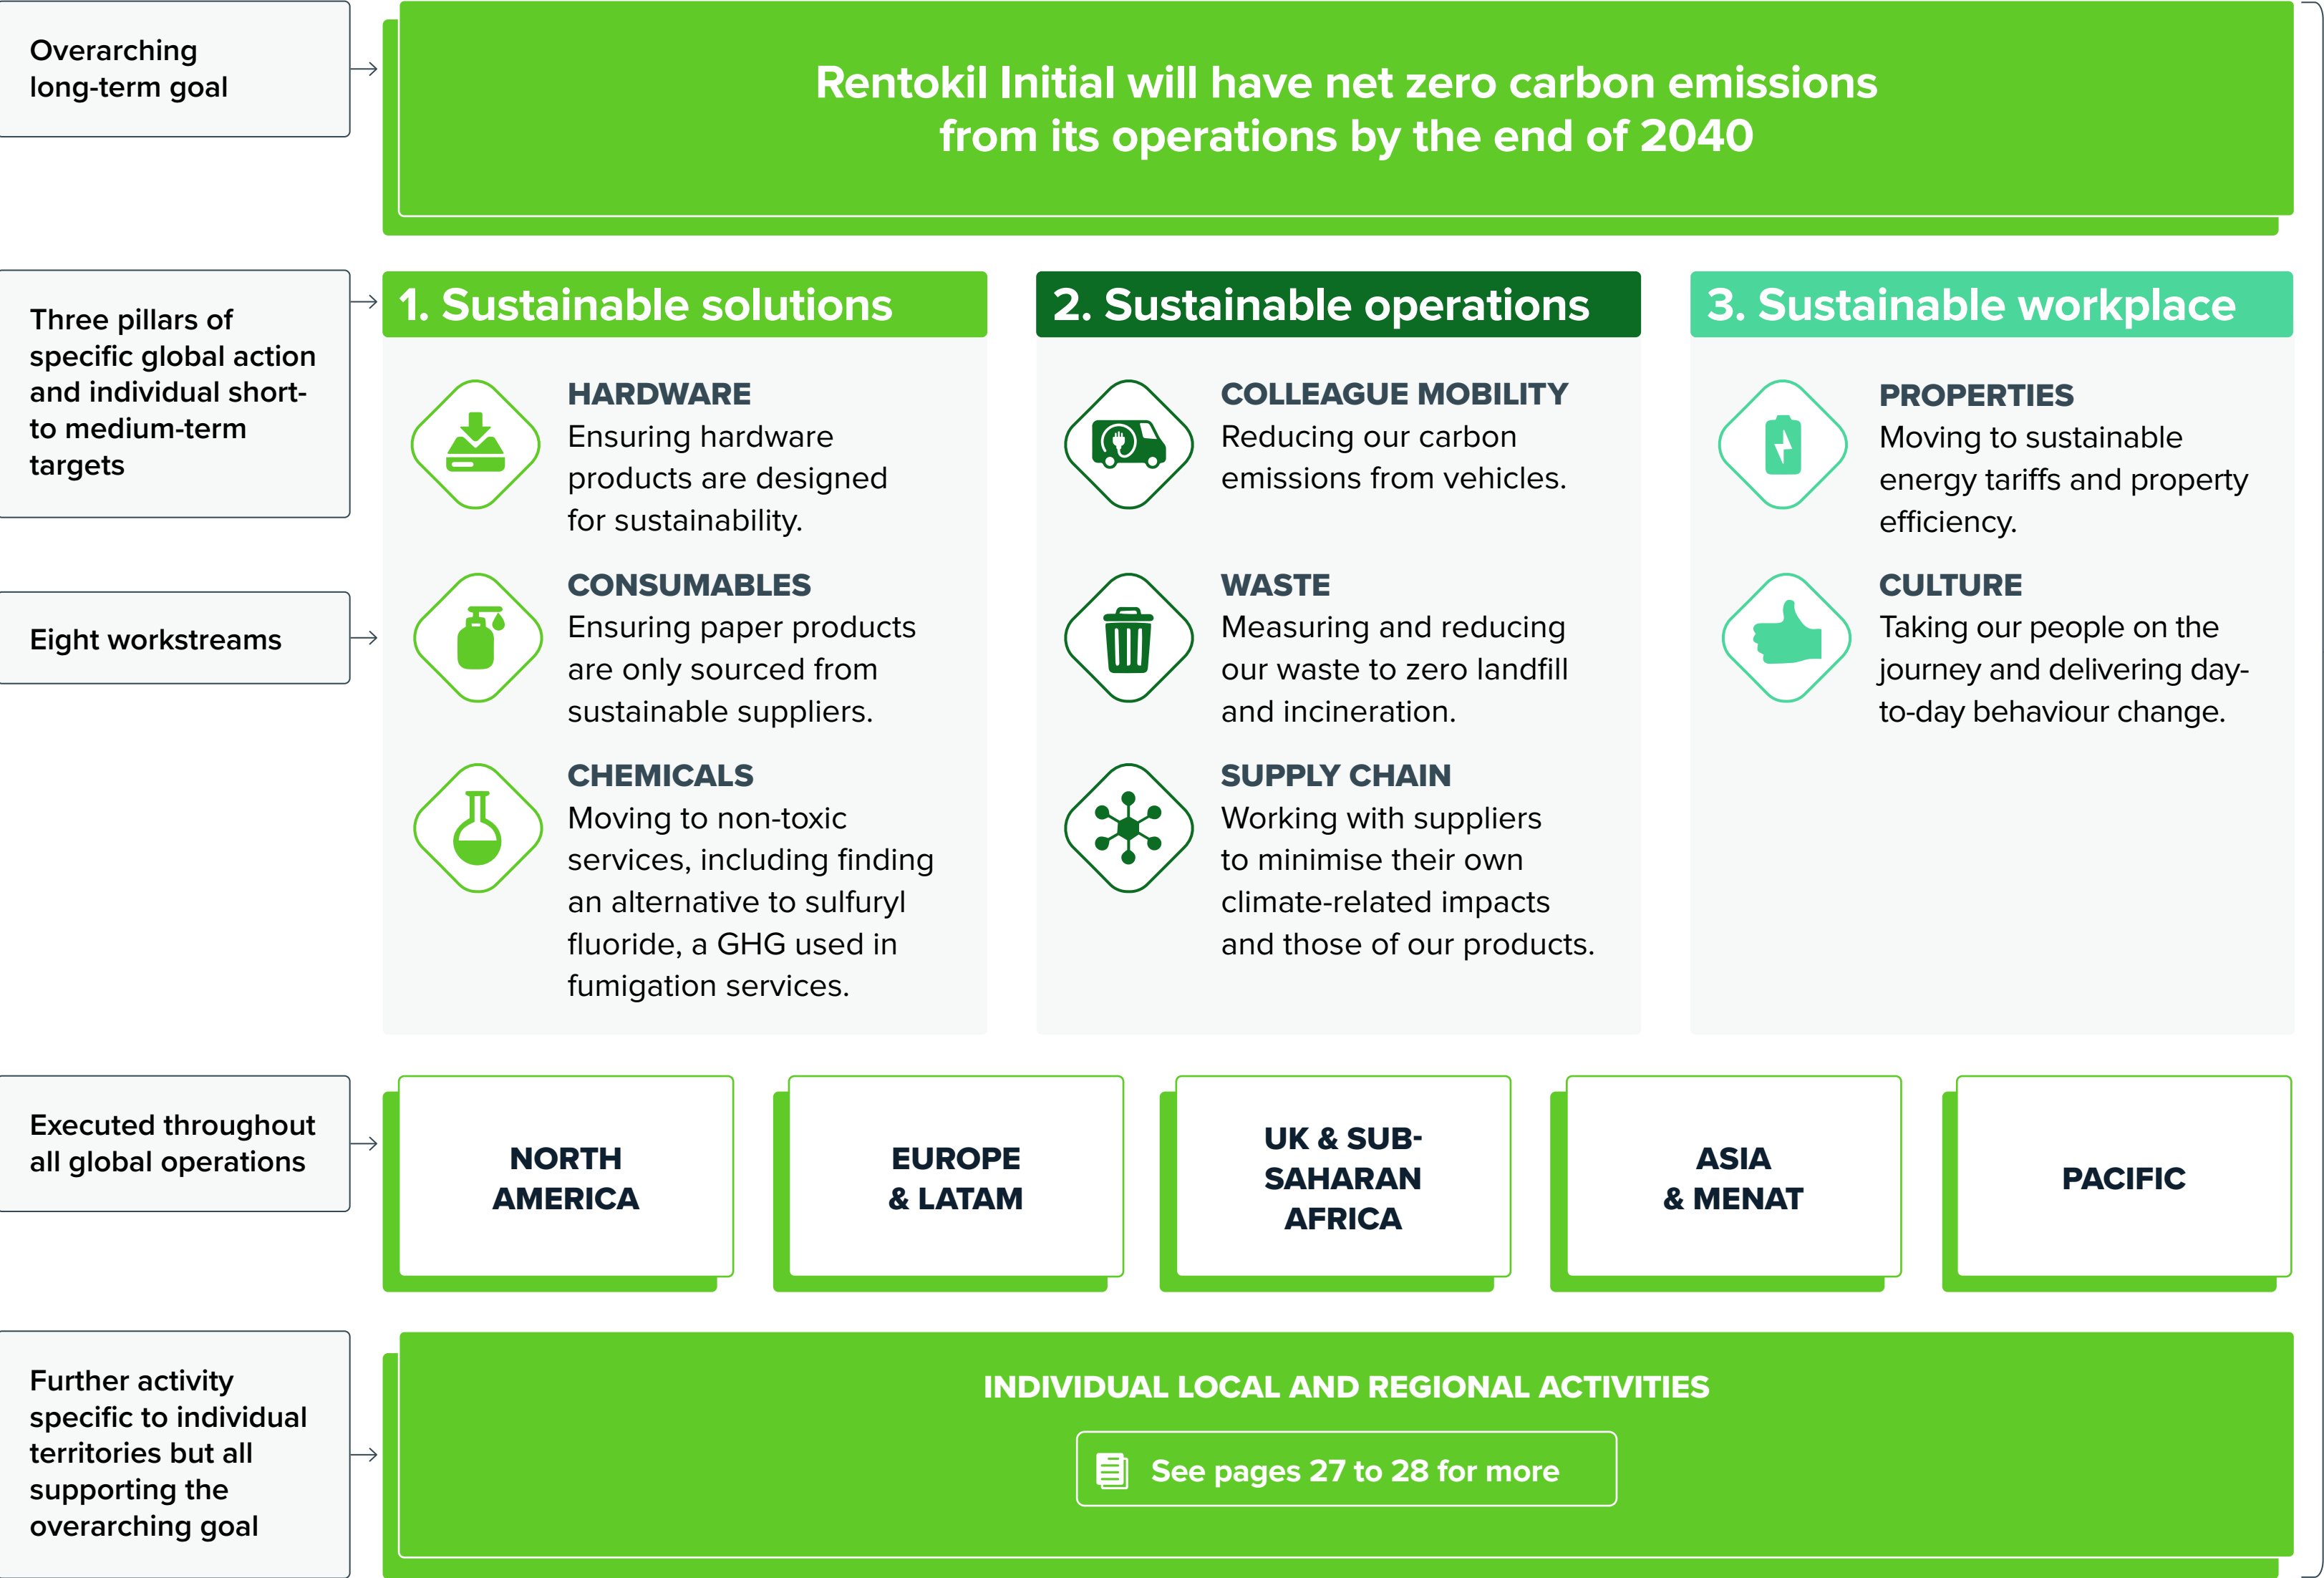 Overarching
long-term goal
Rentokil Initial will have net zero carbon emissions
from its operations by the end of 2040
Three pillars of
specific global action
and individual short-
to medium-term
targets
Eight workstreams
1. Sustainable solutions
HARDWARE
Ensuring hardware
products are designed
for sustainability.
CONSUMABLES
Ensuring paper products
are only sourced from
sustainable suppliers.
CHEMICALS
Moving to non-toxic
services, including finding
an alternative to sulfuryl
fluoride, a GHG used in
fumigation services.
2. Sustainable operations
COLLEAGUE MOBILITY
Reducing our carbon
emissions from vehicles.
WASTE
Measuring and reducing
our waste to zero landfill
and incineration.
SUPPLY CHAIN
Working with suppliers
to minimise their own
climate-related impacts
and those of our products.
3. Sustainable workplace
PROPERTIES
Moving to sustainable
energy tariffs and property
efficiency.
CULTURE
Taking our people on the
journey and delivering day-
to-day behaviour change.
Executed throughout
all global operations
NORTH
AMERICA
EUROPE
& LATAM
UK & SUB-
SAHARAN
AFRICA
ASIA
& MENAT
PACIFIC
Further activity
specific to individual
territories but all
supporting the
overarching goal
INDIVIDUAL LOCAL AND REGIONAL ACTIVITIES
See pages 27 to 28 for more